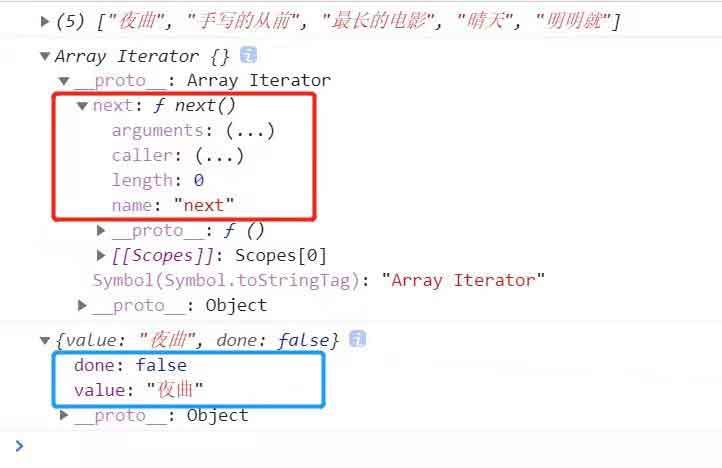 ▶(5) ["夜曲", "手写的从前", "最长的电影", "晴天", "明明就"]
▼Array Iterator {} i
▼__proto__: Array Iterator
▼next: ƒ next()
arguments: (...)
caller: (...)
length: 0
name: "next"
▶__proto__: ƒ ()
▶[[Scopes]]: Scopes[0]
Symbol(Symbol.toStringTag): "Array Iterator"
▶__proto__: Object
▼{value: "夜曲", done: false} i
done: false
value: "夜曲"
▶__proto__: Object
>